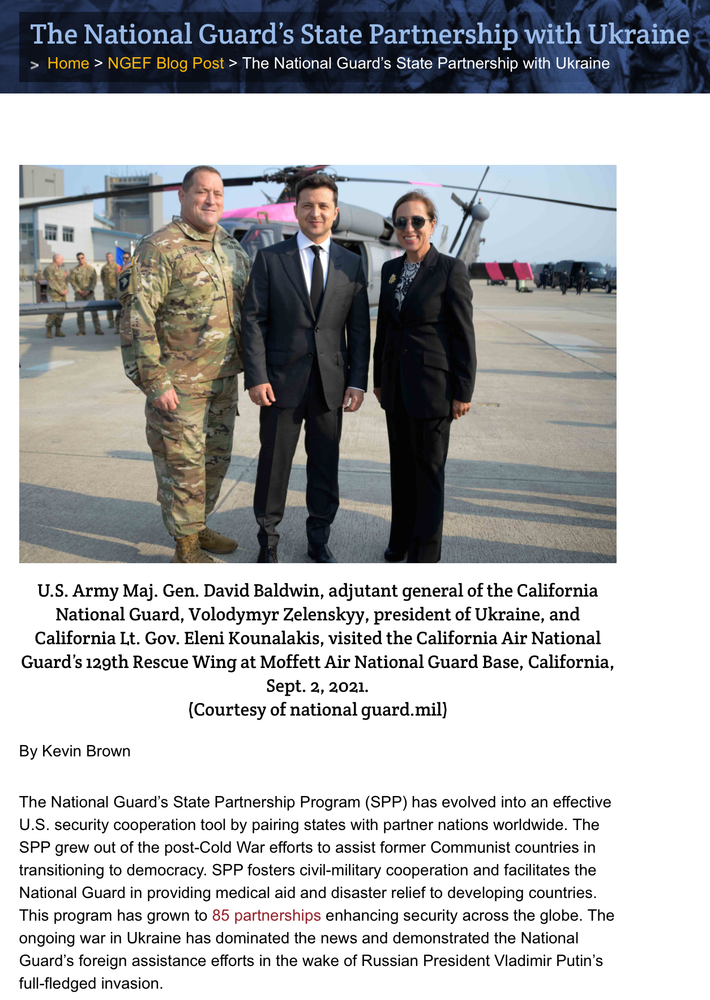 The National Guard’s State Partnership with Ukraine
> Home > NGEF Blog Post > The National Guard’s State Partnership with Ukraine
BALDWIN
U.S. Army Maj. Gen. David Baldwin, adjutant general of the California
National Guard, Volodymyr Zelenskyy, president of Ukraine, and
California Lt. Gov. Eleni Kounalakis, visited the California Air National
Guard’s 129th Rescue Wing at Moffett Air National Guard Base, California,
Sept. 2, 2021.
(Courtesy of national guard.mil)
By Kevin Brown
The National Guard’s State Partnership Program (SPP) has evolved into an effective
U.S. security cooperation tool by pairing states with partner nations worldwide. The
SPP grew out of the post-Cold War efforts to assist former Communist countries in
transitioning to democracy. SPP fosters civil-military cooperation and facilitates the
National Guard in providing medical aid and disaster relief to developing countries.
This program has grown to 85 partnerships enhancing security across the globe. The
ongoing war in Ukraine has dominated the news and demonstrated the National
Guard’s foreign assistance efforts in the wake of Russian President Vladimir Putin’s
full-fledged invasion.